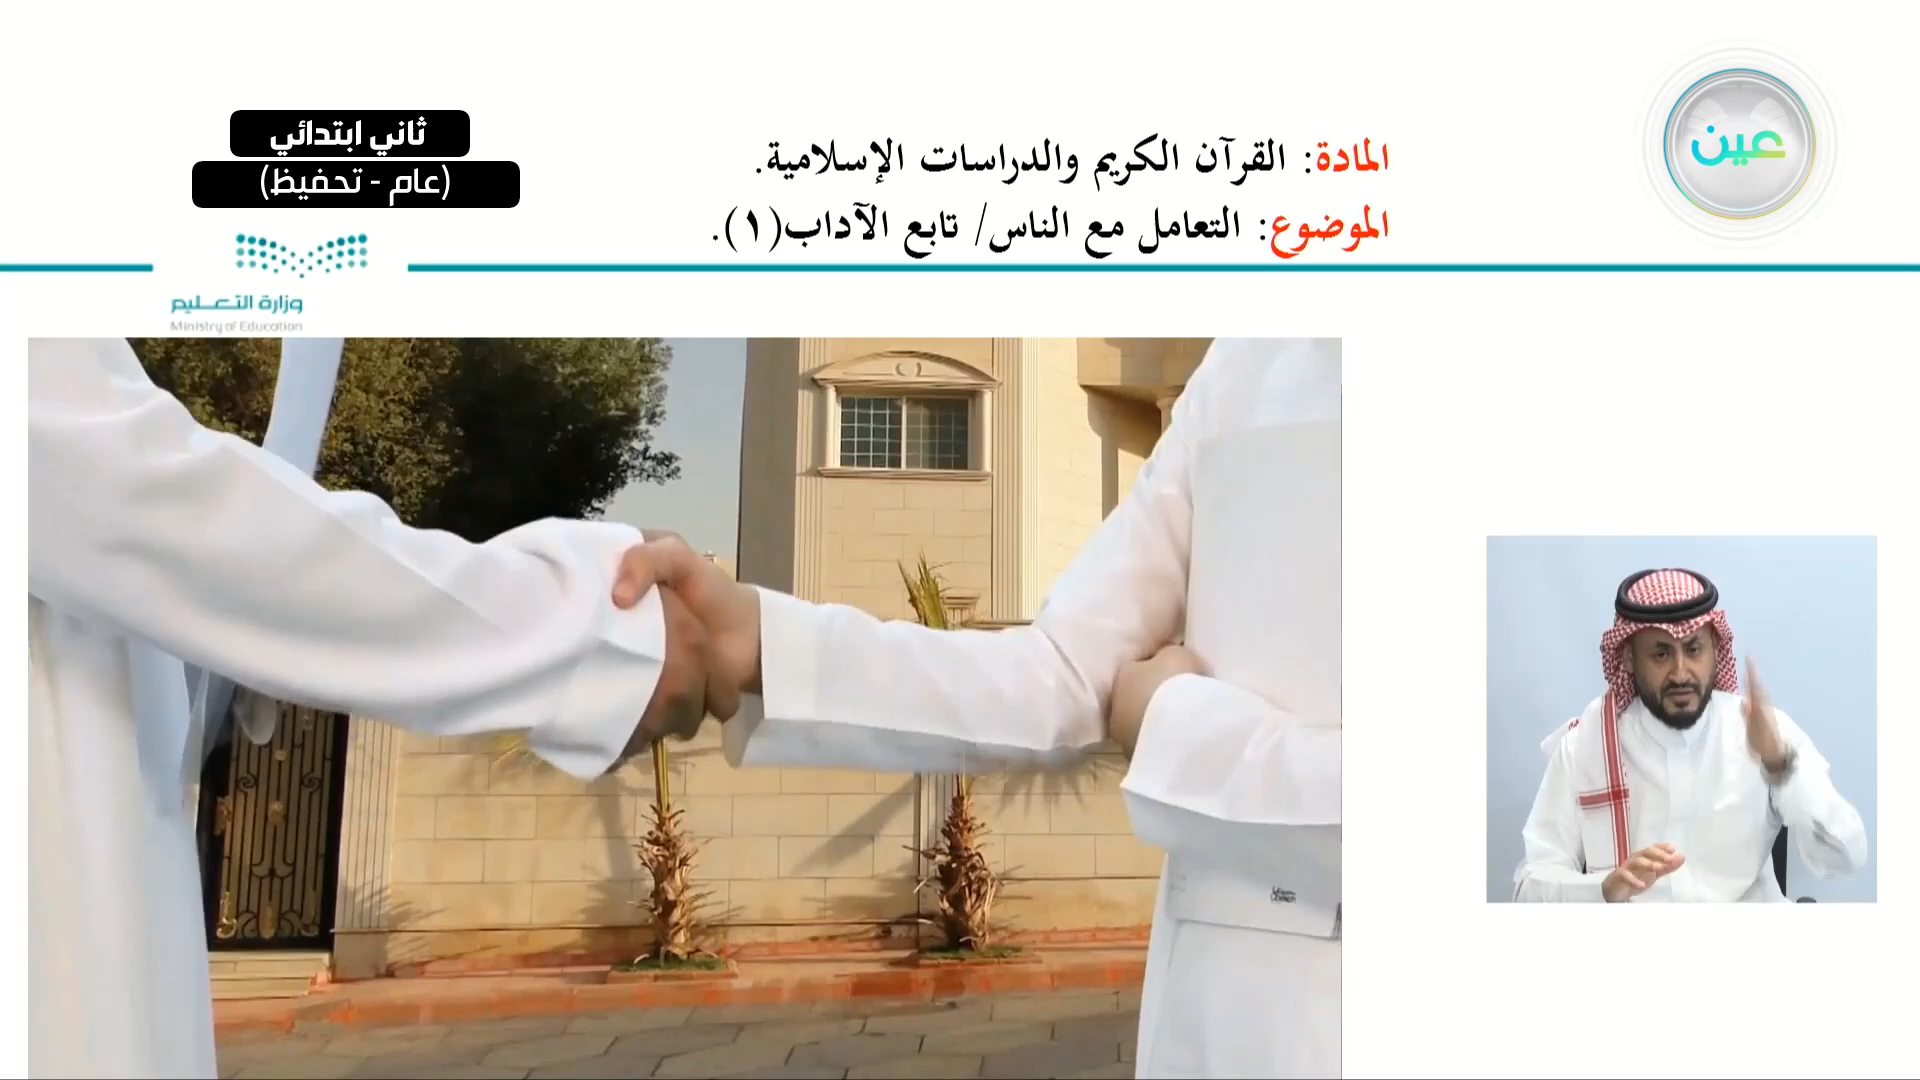 ثاني ابتدائي
(عام - تحفيظ)
المادة: القرآن الكريم والدراسات الإسلامية.
الموضوع: التعامل مع الناس/ تابع الآداب(١).
عين
وزارة التعـــليم
Ministry of Education